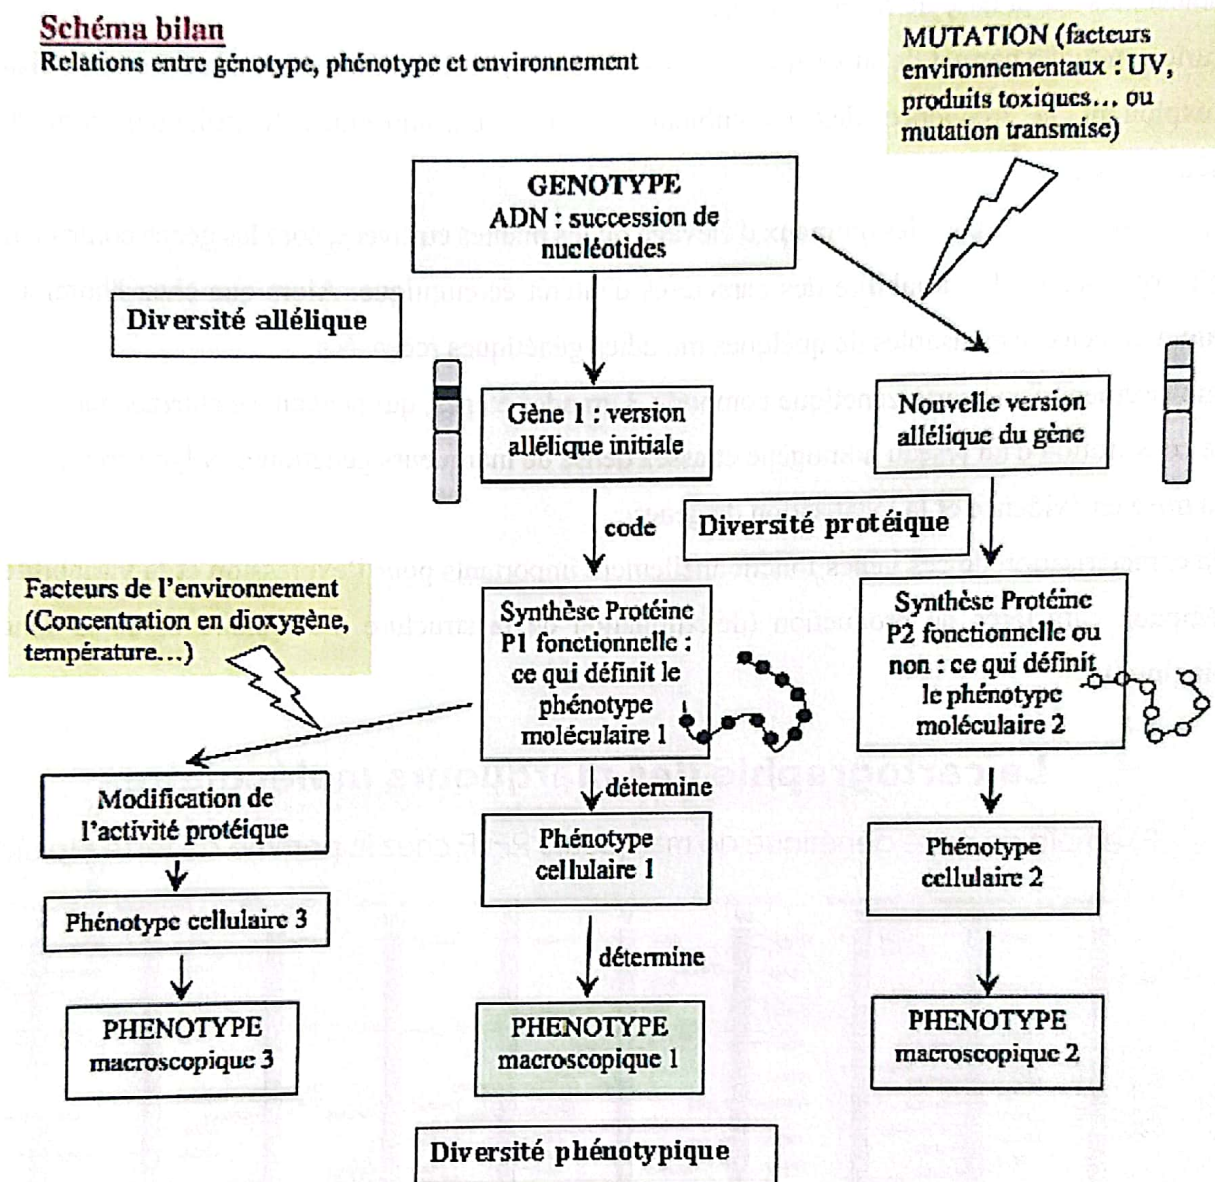 Schéma bilan
Relations entre génotype, phénotype et environnement
MUTATION (facteurs
environnementaux : UV,
produits toxiques... ou
mutation transmise)
GENOTYPE
ADN : succession de
nucléotides
Diversité allélique
Gène 1 : version
allélique initiale
Nouvelle version
allélique du gène
code
Diversité protéique
Facteurs de l'environnement
(Concentration en dioxygène,
température...)
Synthèse Protéine
P1 fonctionnelle :
ce qui définit le
phénotype
moléculaire 1
Synthèse Protéine
P2 fonctionnelle ou
non : ce qui définit
le phénotype
moléculaire 2
Modification de
l'activité protéique
détermine
Phénotype
cellulaire 1
Phénotype
cellulaire 2
Phénotype cellulaire 3
détermine
PHENOTYPE
macroscopique 3
PHENOTYPE
macroscopique 1
PHENOTYPE
macroscopique 2
Diversité phénotypique